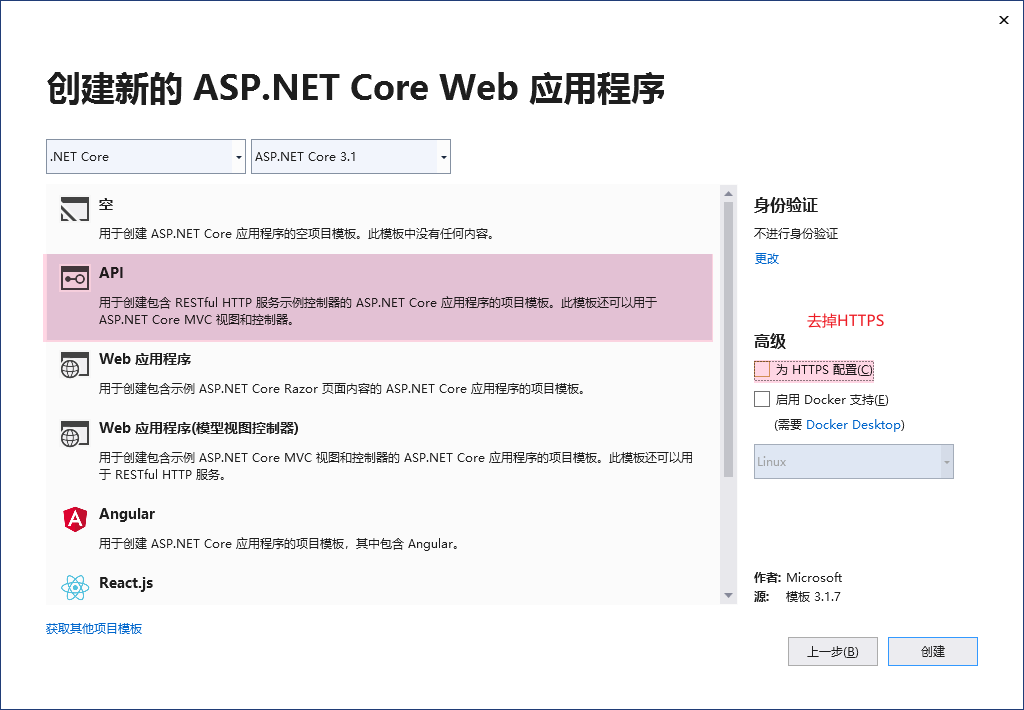 创建新的 ASP.NET Core Web 应用程序
.NET Core
ASP.NET Core 3.1
空
用于创建 ASP.NET Core 应用程序的空项目模板。此模板中没有任何内容。
API
用于创建包含 RESTful HTTP 服务示例控制器的 ASP.NET Core 应用程序的项目模板。此模板还可以用于
ASP.NET Core MVC 视图和控制器。
Web 应用程序
用于创建包含示例 ASP.NET Core Razor 页面内容的 ASP.NET Core 应用程序的项目模板。
Web 应用程序(模型视图控制器)
用于创建包含示例 ASP.NET Core MVC 视图和控制器的 ASP.NET Core 应用程序的项目模板。此模板还可以用
于 RESTful HTTP 服务。
Angular
用于创建 ASP.NET Core 应用程序的项目模板，其中包含 Angular。
React.js
获取其他项目模板
身份验证
不进行身份验证
更改
去掉HTTPS
高级
为 HTTPS 配置(C)
启用 Docker 支持(E)
(需要 Docker Desktop)
Linux
作者: Microsoft
源: 模板 3.1.7
上一步(B)
创建